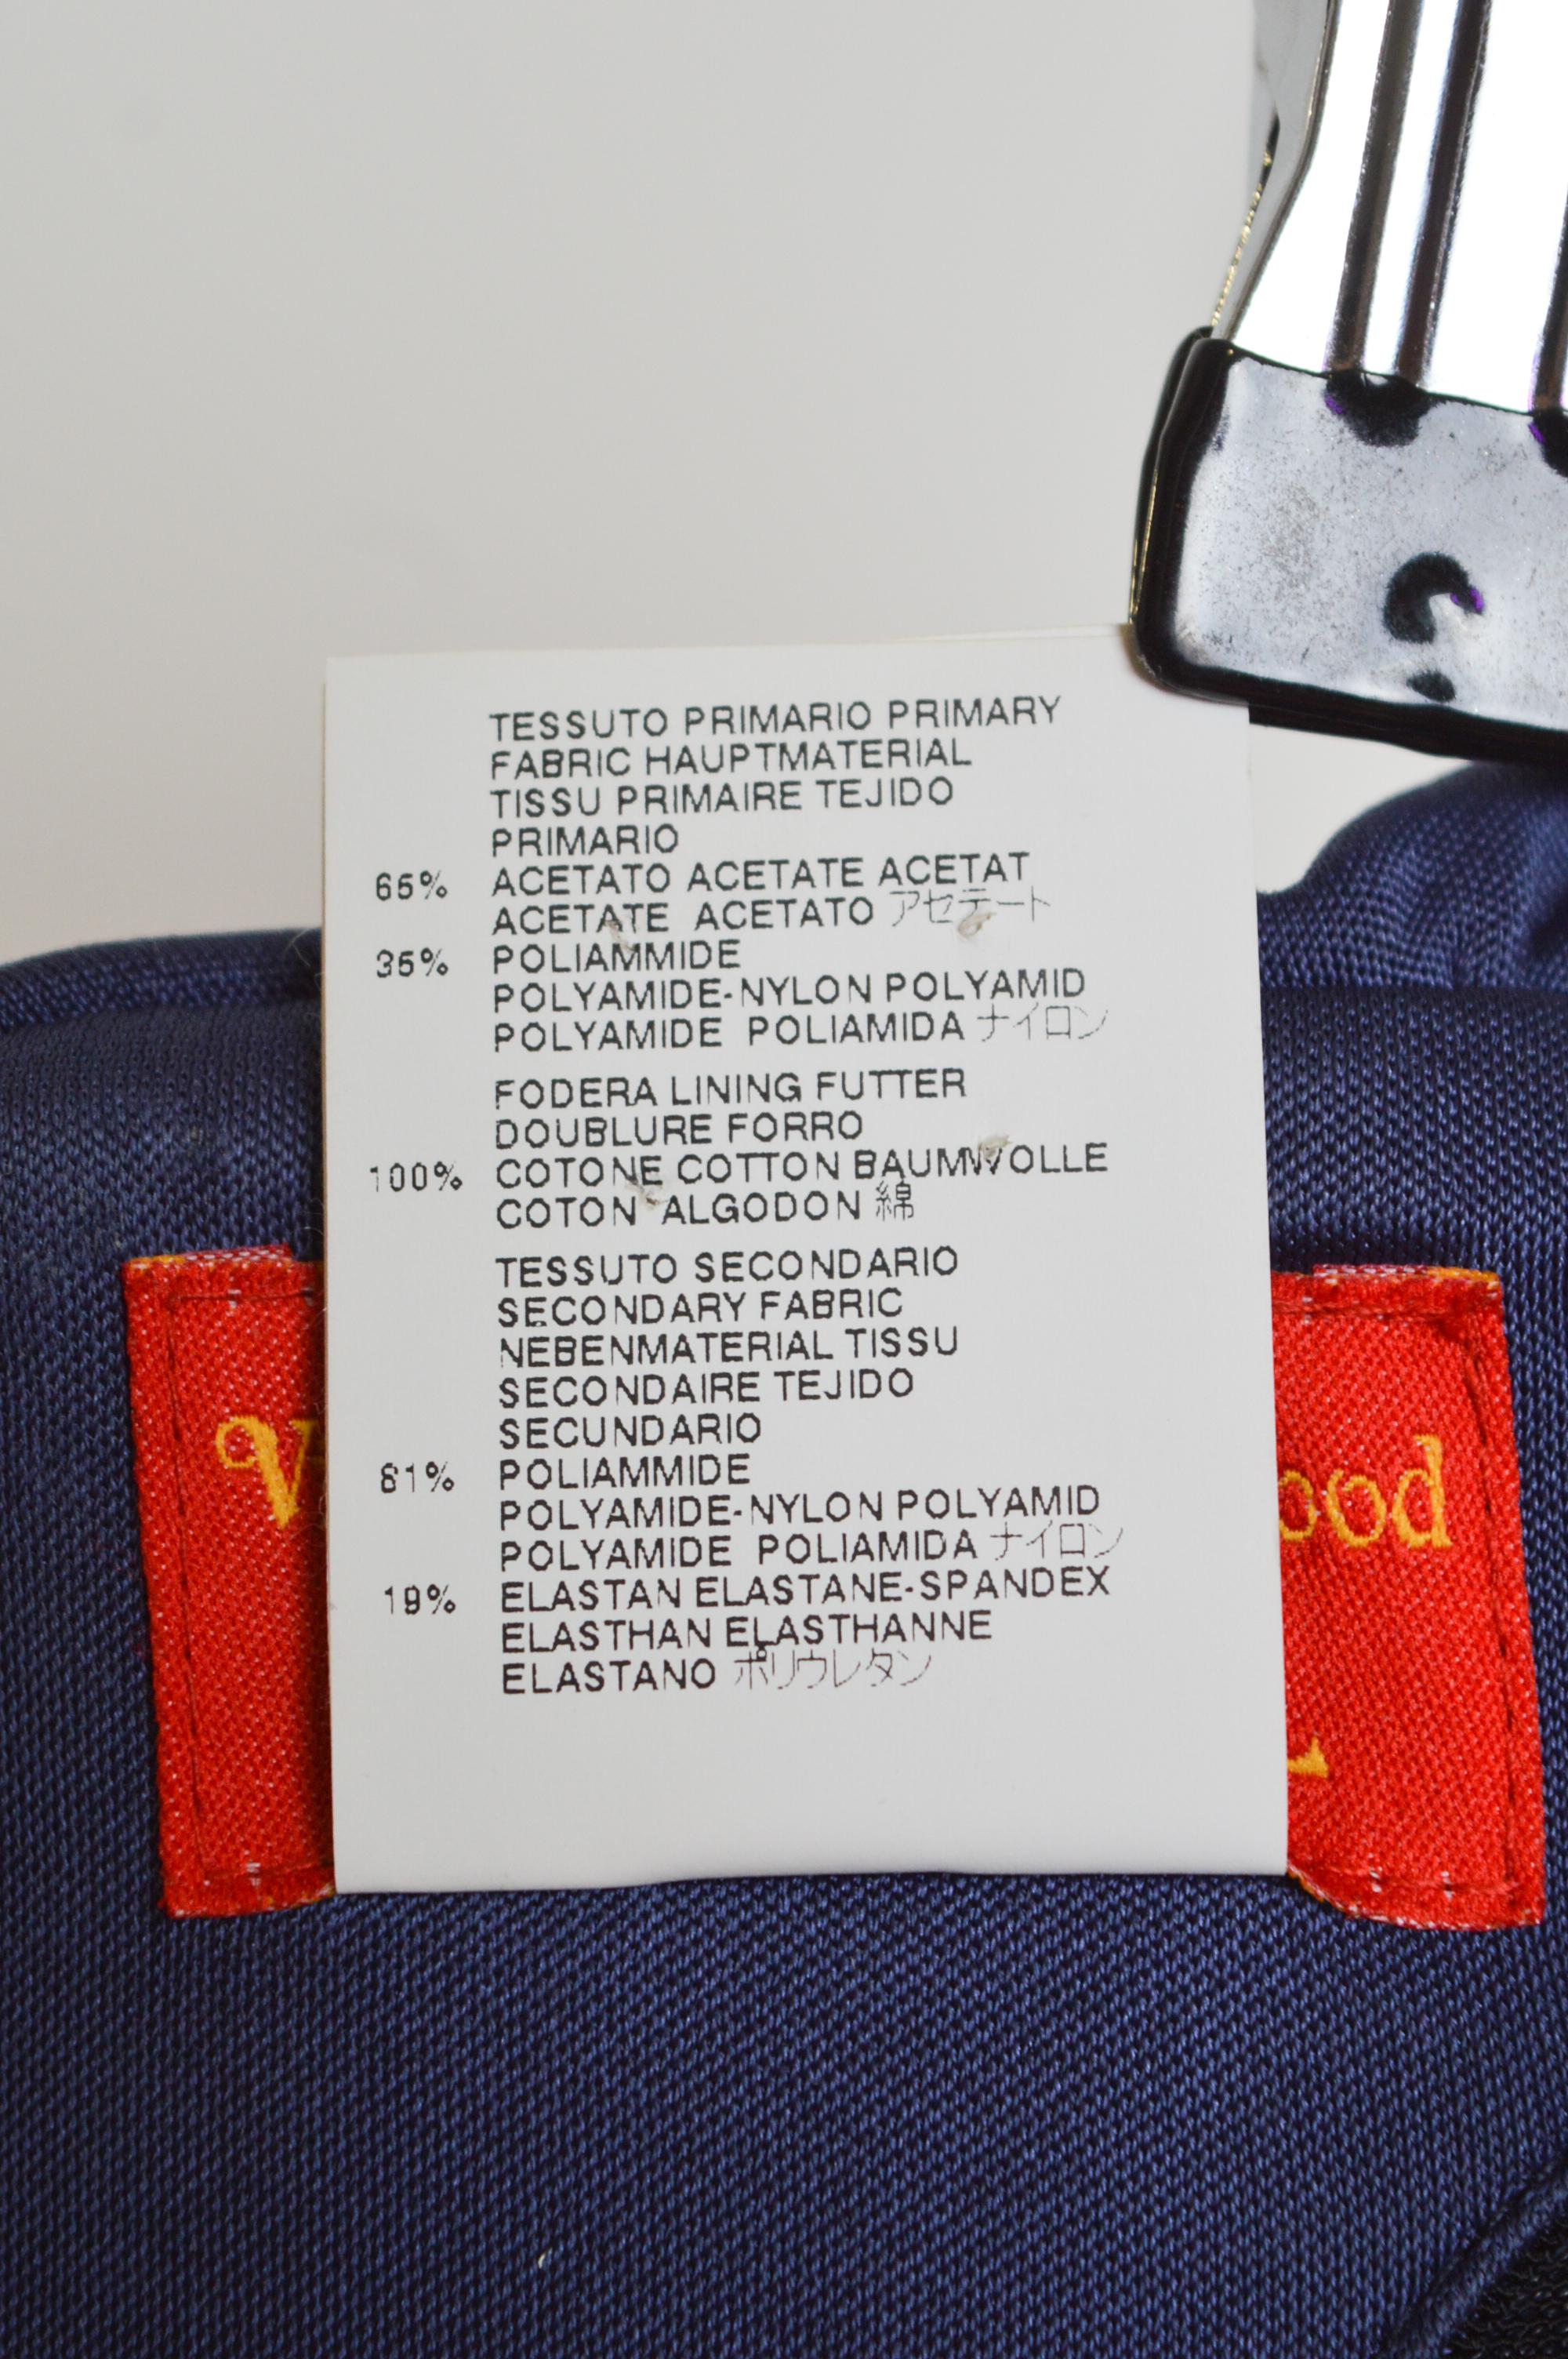 TESSUTO PRIMARIO PRIMARY
FABRIC HAUPTMATERIAL
TISSU PRIMAIRE TEJIDO
PRIMARIO
65% ACETATO ACETATE ACETAT
ACETATE ACETATO アセテート
35% POLIAMMIDE
POLYAMIDE-NYLON POLYAMID
POLYAMIDE POLIAMIDA ナイロン
FODERA LINING FUTTER
DOUBLURE FORRO
100% COTONE COTTON BAUMWOLLE
COTON ALGODON 綿
TESSUTO SECONDARIO
SECONDARY FABRIC
NEBENMATERIAL TISSU
SECONDAIRE TEJIDO
SECUNDARIO
81% POLIAMMIDE
POLYAMIDE-NYLON POLYAMID
POLYAMIDE POLIAMIDA ナイロン
19% ELASTAN ELASTANE-SPANDEX
ELASTHAN ELASTHANNE
ELASTANO ポリウレタン
V ood